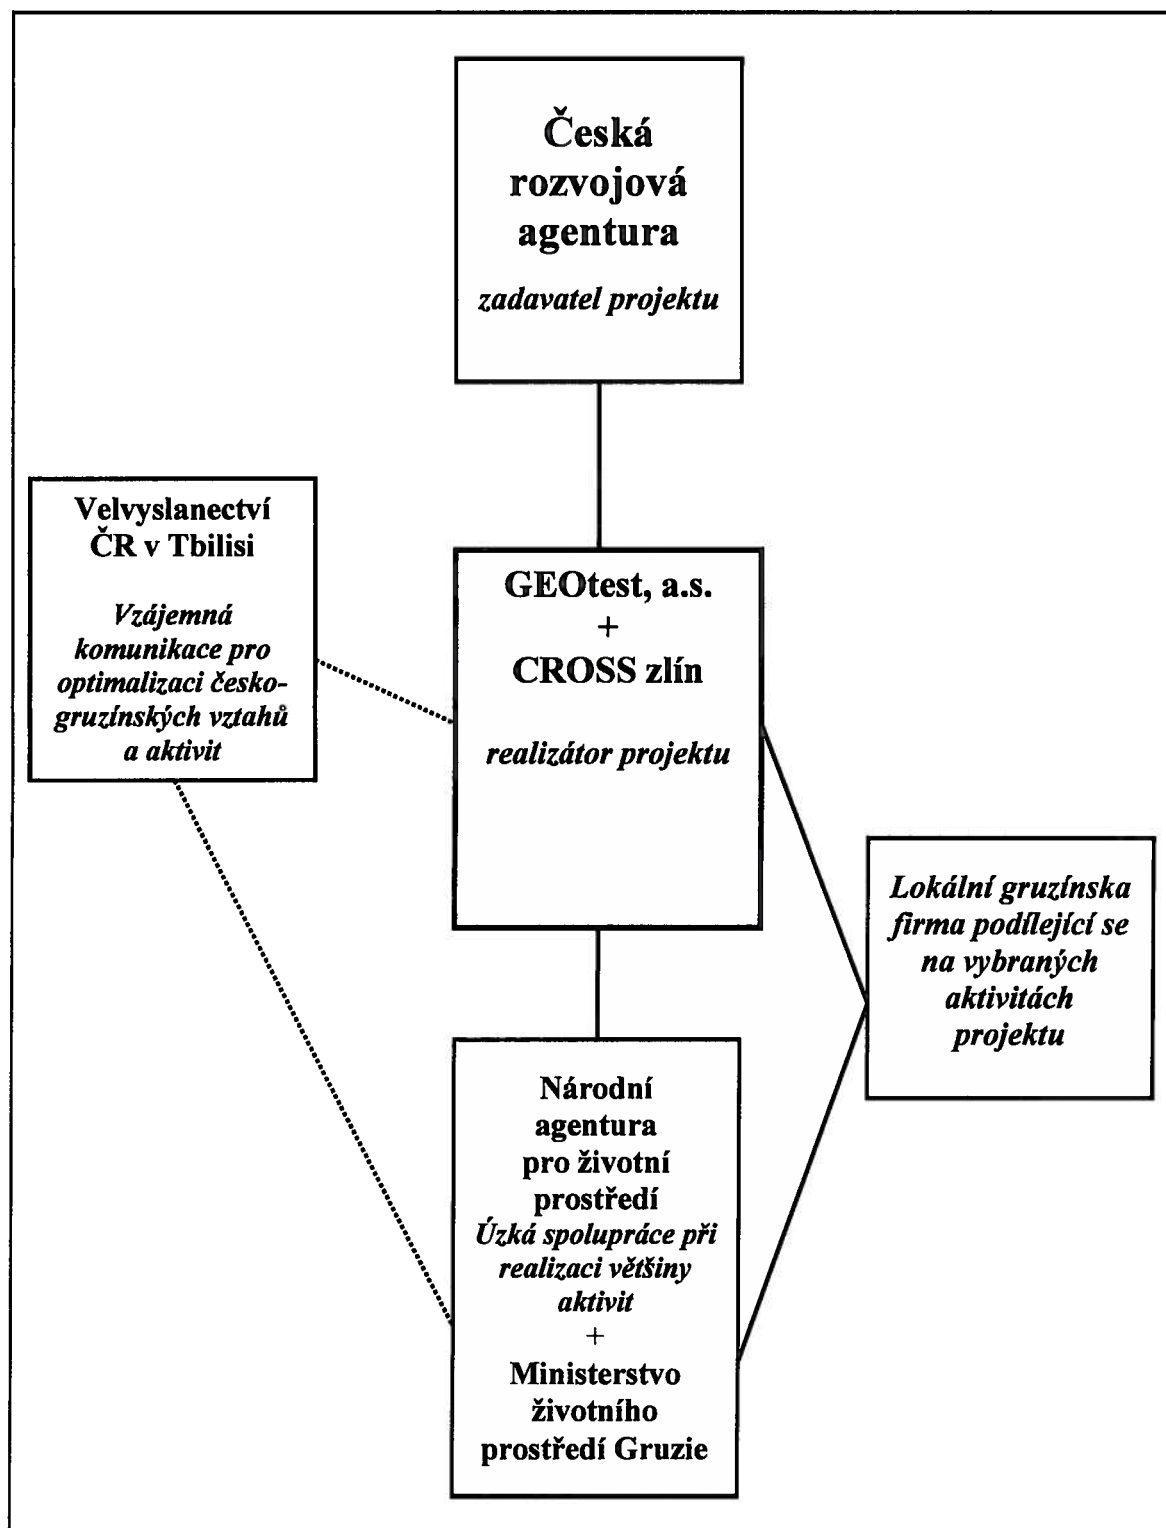 Česká
rozvojová
agentura
zadavatel projektu
Velvyslanectví
ČR v Tbilisi
Vzájemná
komunikace pro
optimalizaci česko-
gruzínských vztahů
a aktivit
GEOtest, a.s.
+
CROSS zlín
realizátor projektu
Lokální gruzínska
firma podílející se
na vybraných
aktivitách
projektu
Národní
agentura
pro životní
prostředí
Úzká spolupráce při
realizaci většiny
aktivit
+
Ministerstvo
životního
prostředí Gruzie